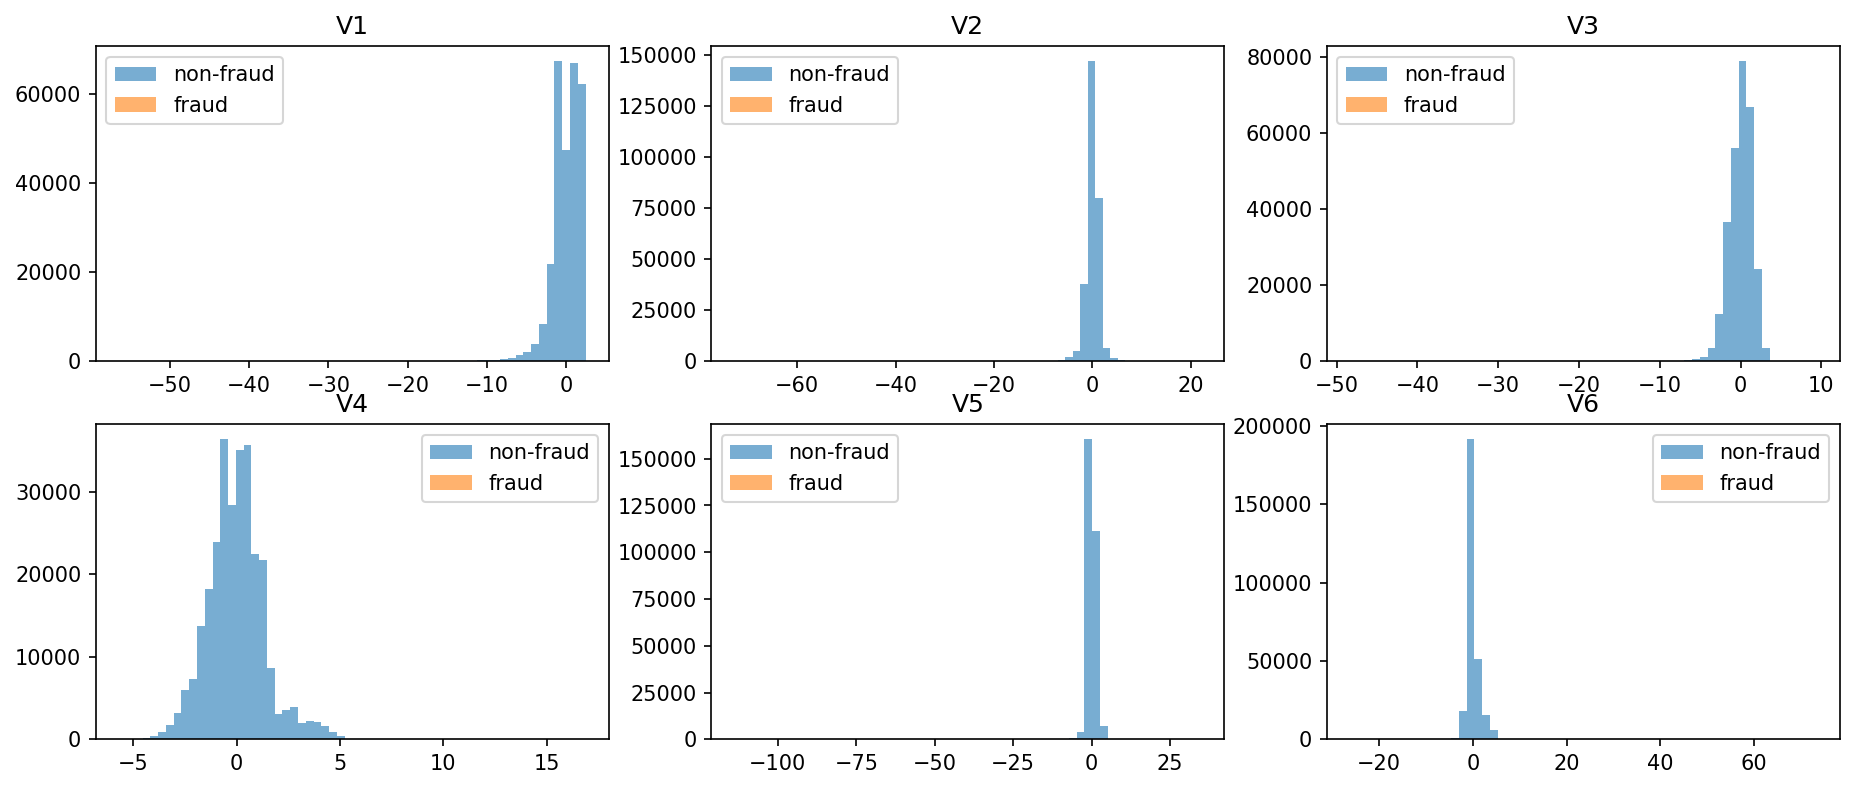 V1
non-fraud
fraud
60000
40000
20000
0
−50 −40 −30 −20 −10 0
V2
non-fraud
fraud
150000
125000
100000
75000
50000
25000
0
−60 −40 −20 0 20
V3
non-fraud
fraud
80000
60000
40000
20000
0
−50 −40 −30 −20 −10 0 10
V4
non-fraud
fraud
30000
20000
10000
0
−5 0 5 10 15
V5
non-fraud
fraud
150000
125000
100000
75000
50000
25000
0
−100 −75 −50 −25 0 25
V6
non-fraud
fraud
200000
150000
100000
50000
0
−20 0 20 40 60